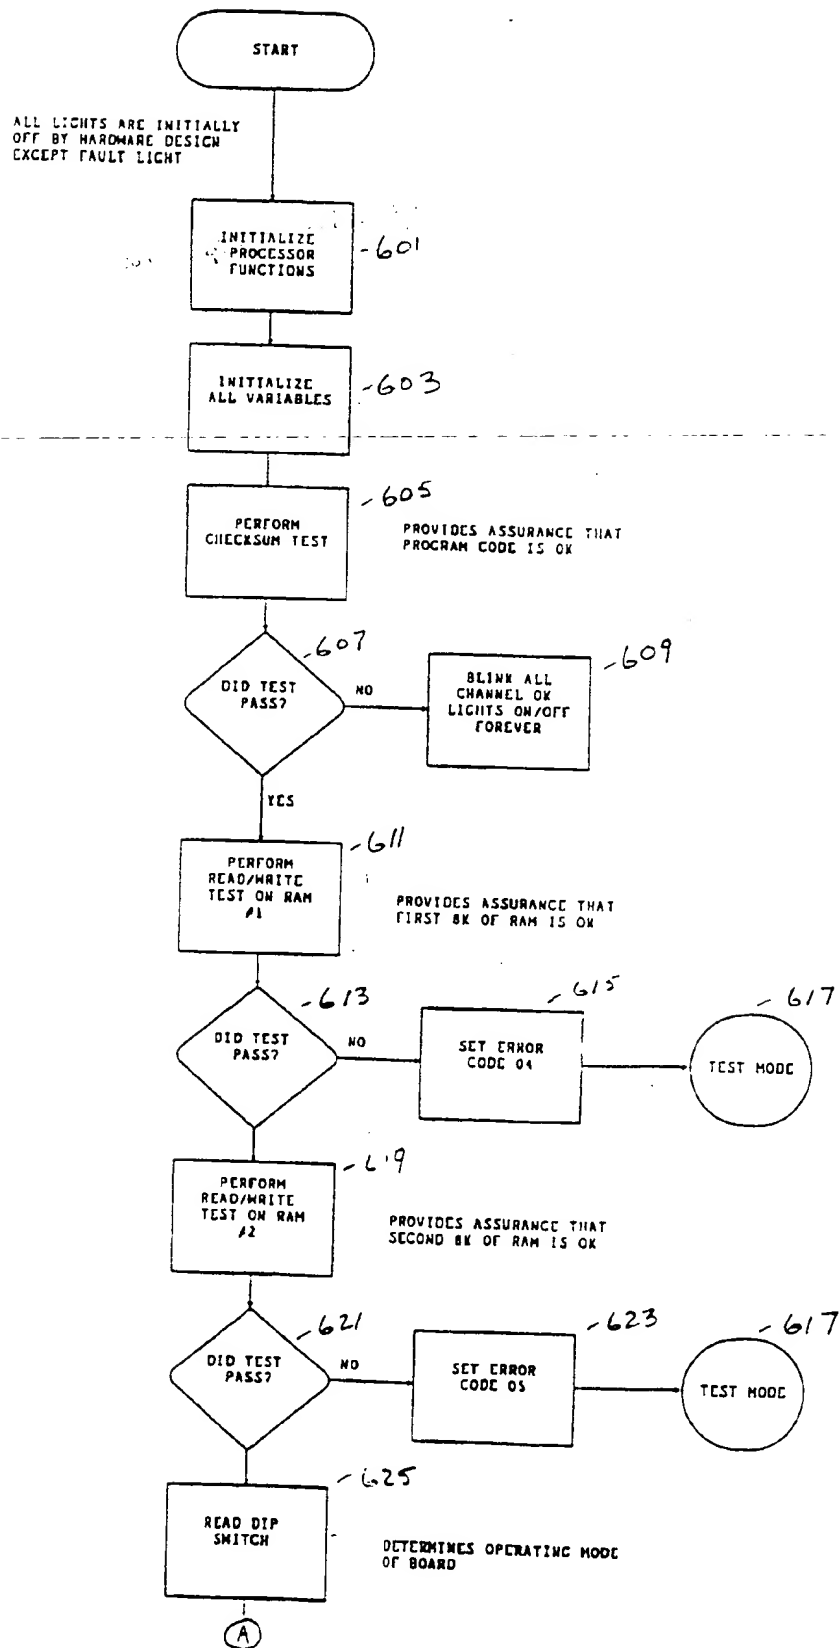 START
ALL LIGHTS ARE INITIALLY
OFF BY HARDWARE DESIGN
EXCEPT FAULT LIGHT
INITIALIZE
PROCESSOR
FUNCTIONS
601
INITIALIZE
ALL VARIABLES
603
605
PERFORM
CHECKSUM TEST
PROVIDES ASSURANCE THAT
PROGRAM CODE IS OK
607
DID TEST
PASS?
NO
609
BLINK ALL
CHANNEL OK
LIGHTS ON/OFF
FOREVER
YES
611
PERFORM
READ/WRITE
TEST ON RAM
#1
PROVIDES ASSURANCE THAT
FIRST 8K OF RAM IS OK
613
DID TEST
PASS?
NO
615
SET ERROR
CODE 04
617
TEST MODE
619
PERFORM
READ/WRITE
TEST ON RAM
#2
PROVIDES ASSURANCE THAT
SECOND 8K OF RAM IS OK
621
DID TEST
PASS?
NO
623
SET ERROR
CODE 05
617
TEST MODE
625
READ DIP
SWITCH
DETERMINES OPERATING MODE
OF BOARD
A